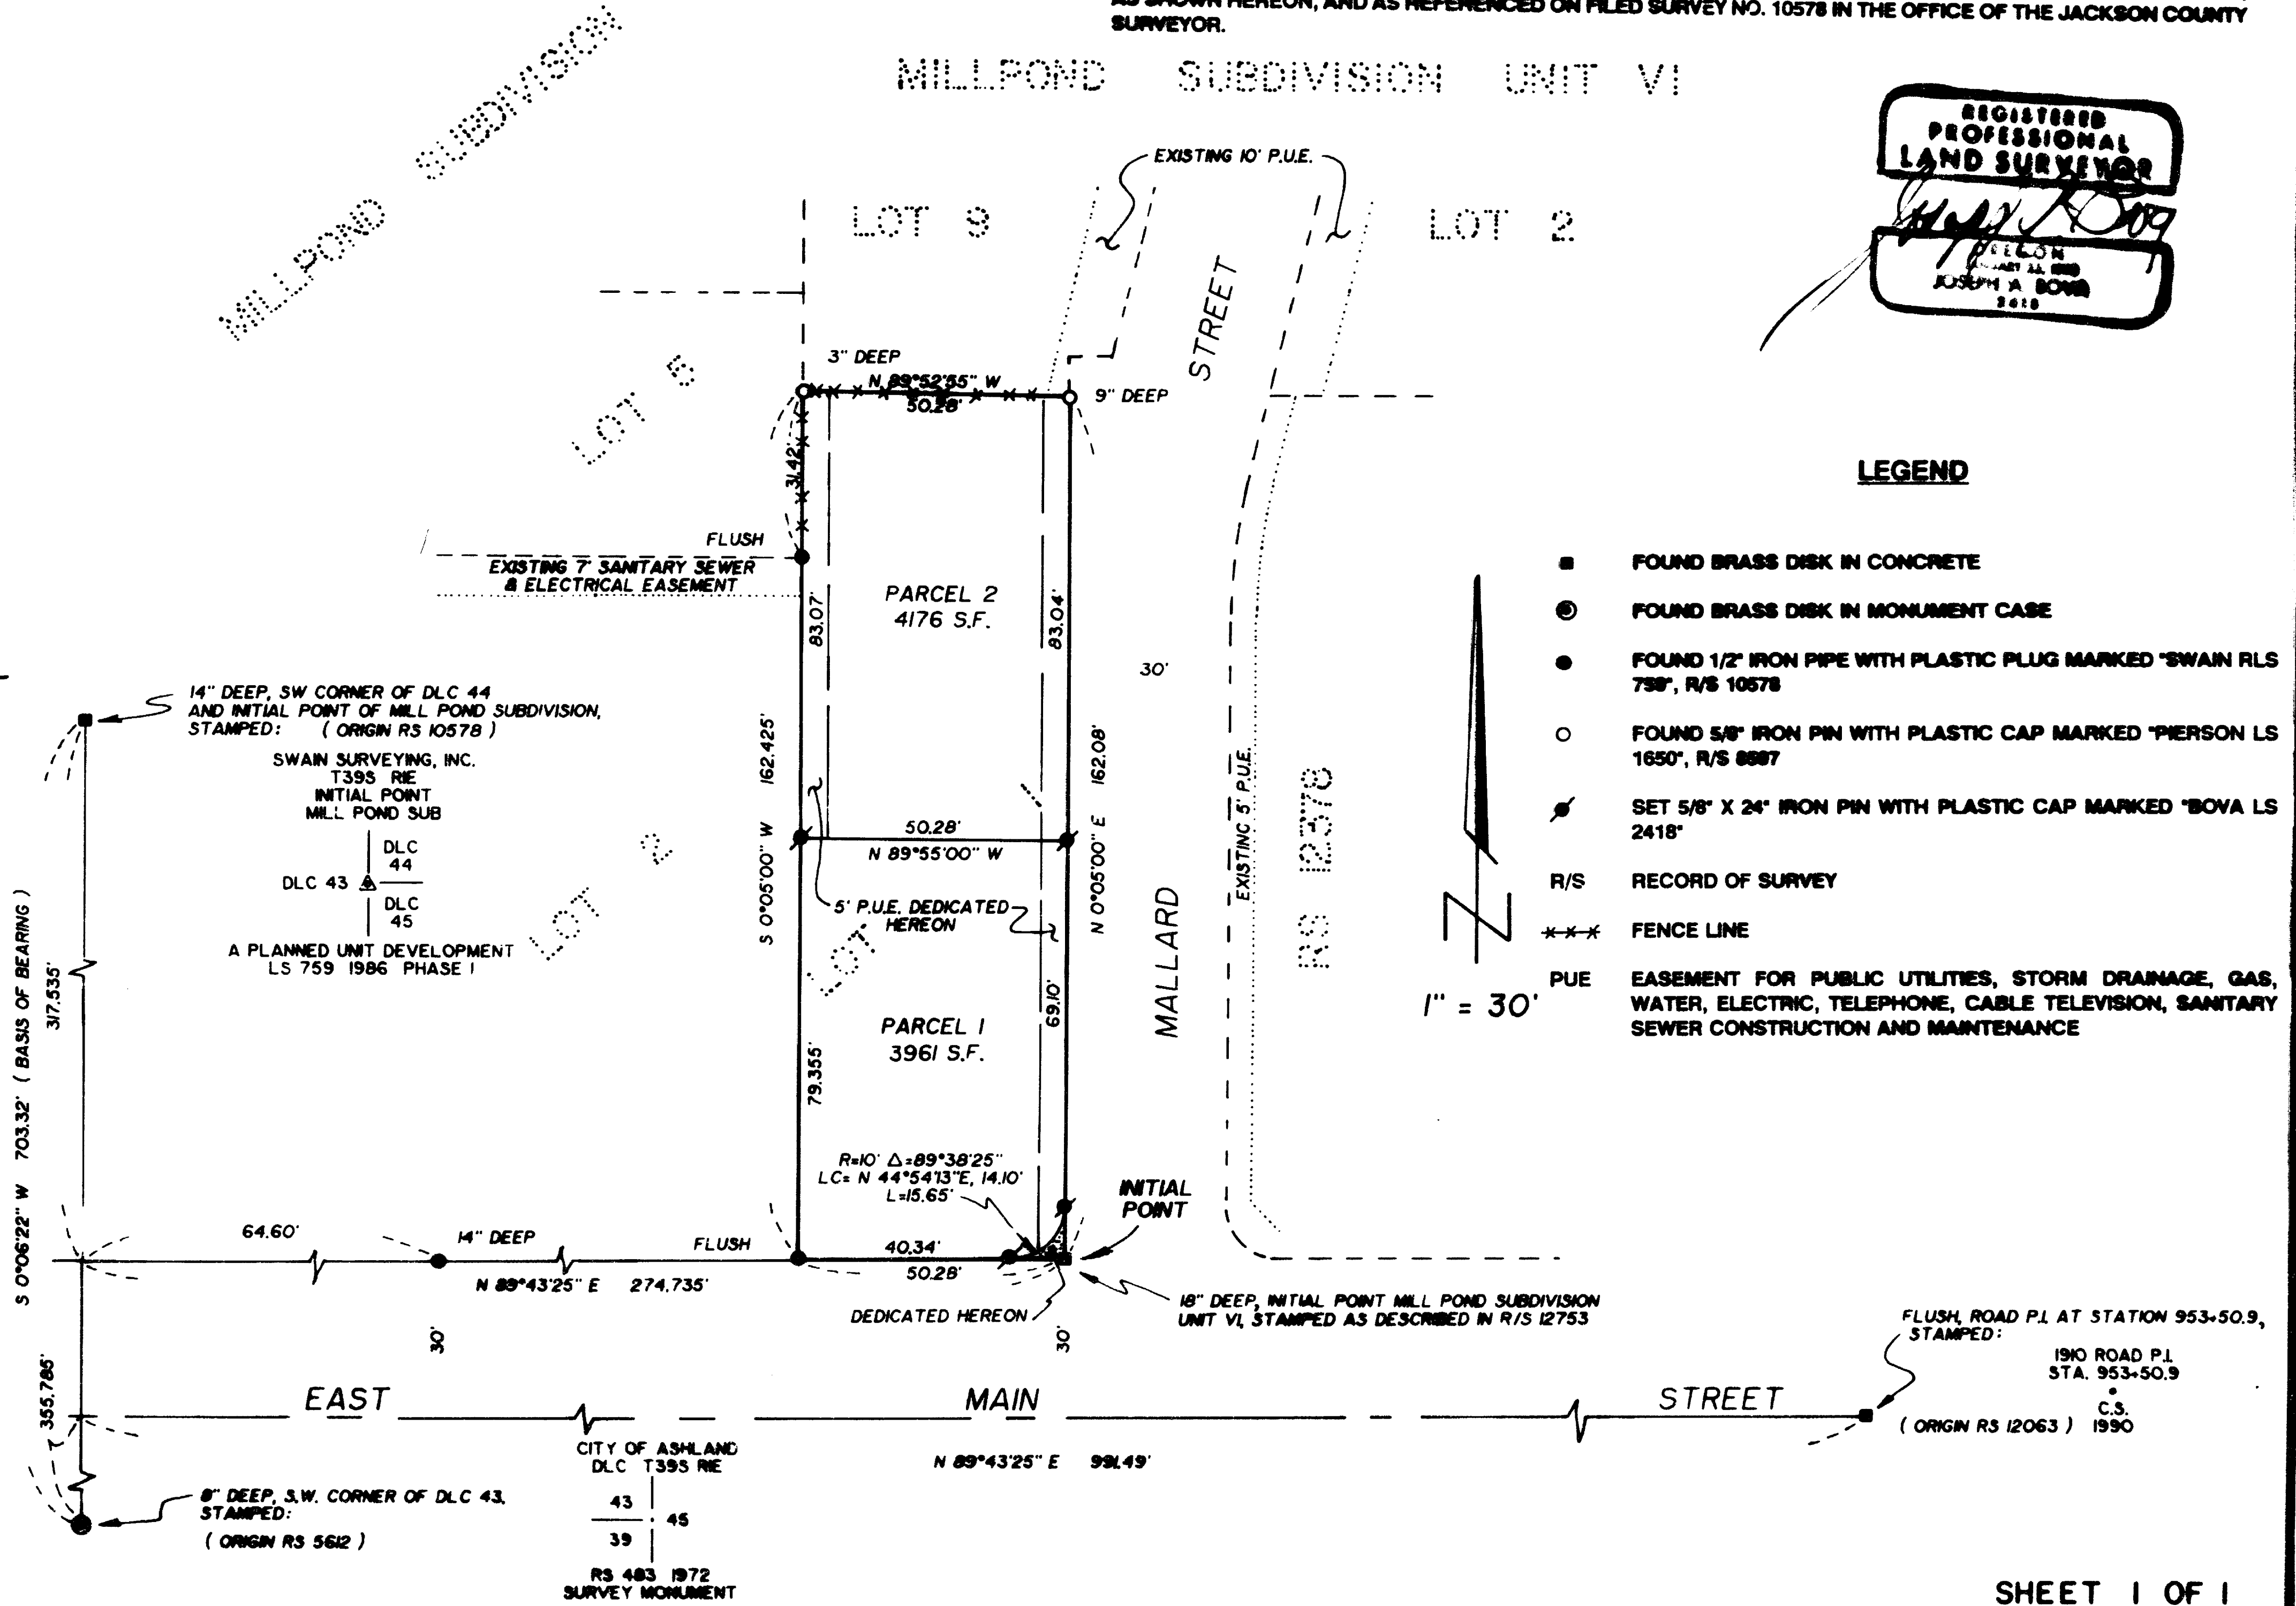 AS SHOWN HEREON, AND AS REFERENCED ON FILED SURVEY NO. 10578 IN THE OFFICE OF THE JACKSON COUNTY
SURVEYOR.
MILLPOND SUBDIVISION UNIT VI
MILLPOND SUBDIVISION
REGISTERED
PROFESSIONAL
LAND SURVEYOR
OREGON
JOSEPH A. BOVA
2418
EXISTING 10' P.U.E.
LOT 9
LOT 2
STREET
3" DEEP
N 89°52'55" W
50.28'
9" DEEP
LOT 5
31.42'
FLUSH
EXISTING 7' SANITARY SEWER
& ELECTRICAL EASEMENT
PARCEL 2
4176 S.F.
83.07'
83.04'
30'
LEGEND
FOUND BRASS DISK IN CONCRETE
FOUND BRASS DISK IN MONUMENT CASE
FOUND 1/2" IRON PIPE WITH PLASTIC PLUG MARKED "SWAIN RLS
759", R/S 10578
FOUND 5/8" IRON PIN WITH PLASTIC CAP MARKED "PIERSON LS
1650", R/S 8597
SET 5/8" X 24" IRON PIN WITH PLASTIC CAP MARKED "BOVA LS
2418"
R/S RECORD OF SURVEY
x-x-x FENCE LINE
PUE EASEMENT FOR PUBLIC UTILITIES, STORM DRAINAGE, GAS,
WATER, ELECTRIC, TELEPHONE, CABLE TELEVISION, SANITARY
SEWER CONSTRUCTION AND MAINTENANCE
N
1" = 30'
14" DEEP, SW CORNER OF DLC 44
AND INITIAL POINT OF MILL POND SUBDIVISION,
STAMPED: ( ORIGIN RS 10578 )
SWAIN SURVEYING, INC.
T39S R1E
INITIAL POINT
MILL POND SUB
DLC
44
DLC 43
DLC
45
A PLANNED UNIT DEVELOPMENT
LS 759 1986 PHASE I
S 0°05'00" W 162.425'
N 0°05'00" E 162.08'
50.28'
N 89°55'00" W
5' P.U.E. DEDICATED
HEREON
LOT 2
LOT 1
MALLARD
EXISTING 5' P.U.E.
RS 12578
PARCEL 1
3961 S.F.
79.355'
69.10'
R=10' Δ=89°38'25"
LC= N 44°54'13"E, 14.10'
L=15.65'
INITIAL
POINT
S 0°06'22" W 703.32' ( BASIS OF BEARING )
317.535'
355.785'
64.60'
14" DEEP
FLUSH
40.34'
50.28'
N 89°43'25" E 274.735'
DEDICATED HEREON
30'
30'
18" DEEP, INITIAL POINT MILL POND SUBDIVISION
UNIT VI, STAMPED AS DESCRIBED IN R/S 12753
FLUSH, ROAD P.I. AT STATION 953+50.9,
STAMPED:
1910 ROAD P.I.
STA. 953+50.9
C.S.
( ORIGIN RS 12063 ) 1990
EAST MAIN STREET
N 89°43'25" E 991.49'
CITY OF ASHLAND
DLC T39S R1E
43
45
39
RS 483 1972
SURVEY MONUMENT
8" DEEP, S.W. CORNER OF DLC 43,
STAMPED:
( ORIGIN RS 5612 )
SHEET 1 OF 1